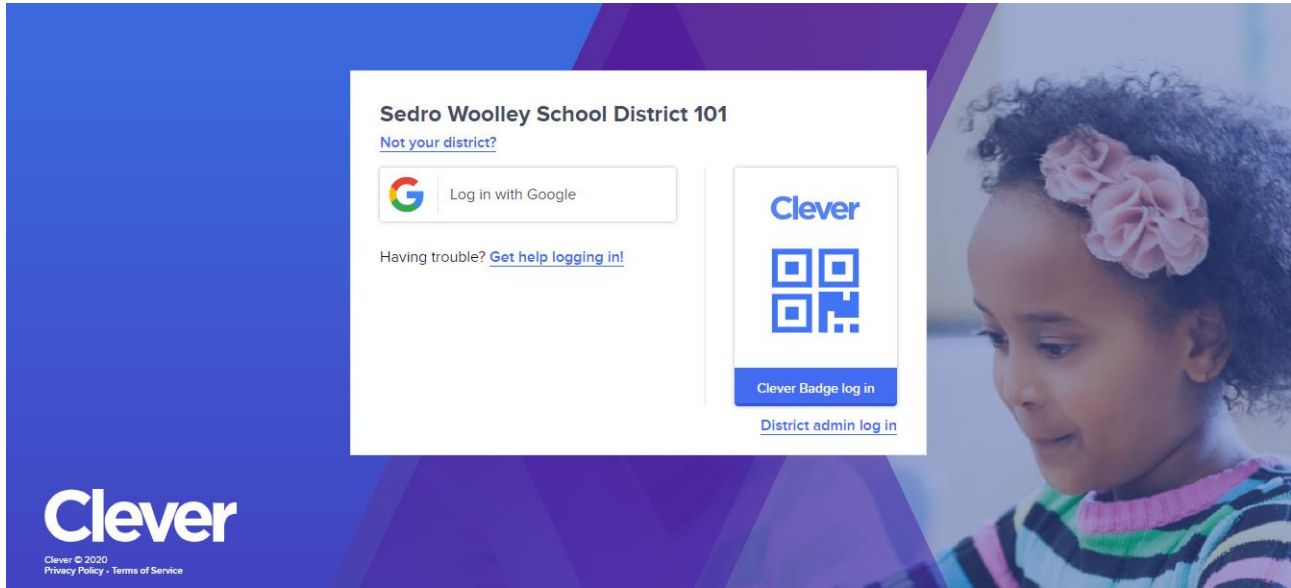 Sedro Woolley School District 101
Not your district?
Log in with Google
Having trouble? Get help logging in!
Clever
Clever Badge log in
District admin log in
Clever
Clever © 2020
Privacy Policy - Terms of Service